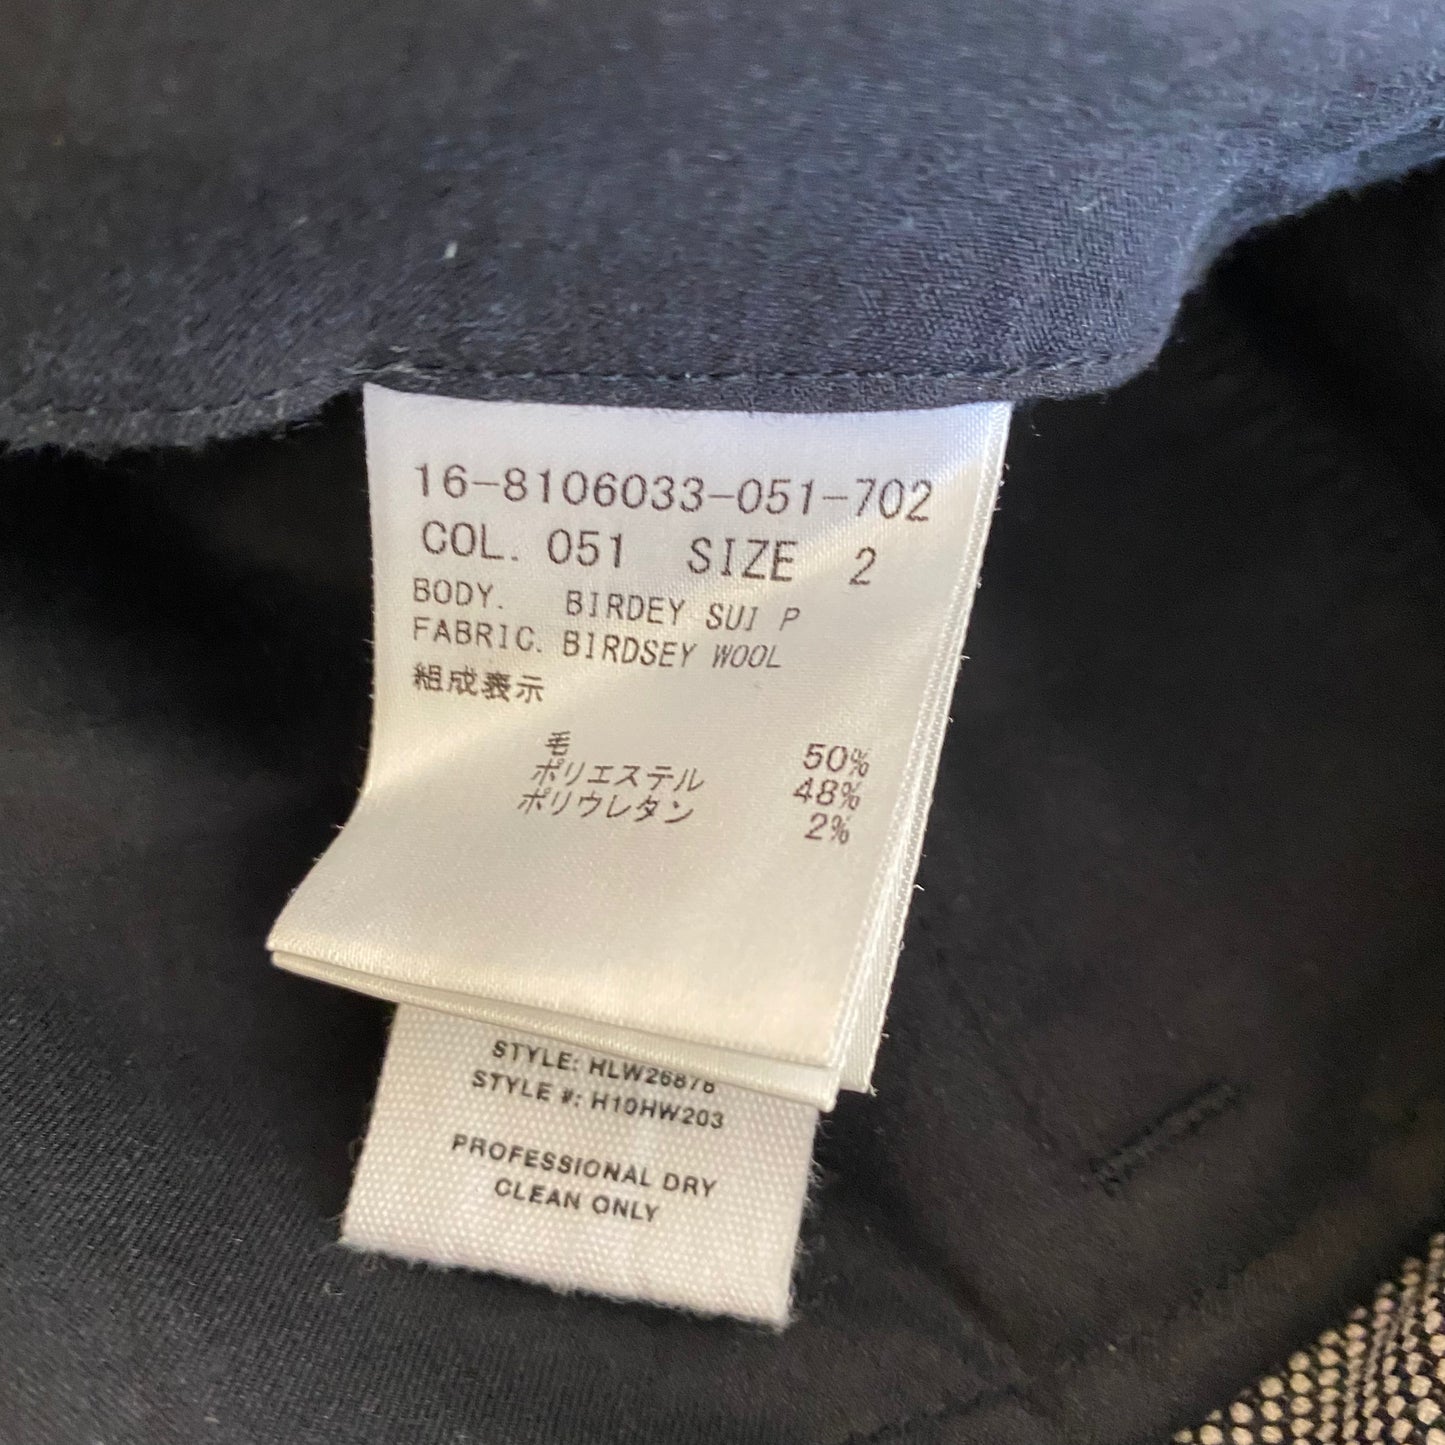 16-8106033-051-702
COL. 051 SIZE 2
BODY. BIRDEY SUI P
FABRIC. BIRDSEY WOOL
組成表示
毛 50%
ポリエステル 48%
ポリウレタン 2%
STYLE: HLW26878
STYLE #: H10HW203
PROFESSIONAL DRY
CLEAN ONLY